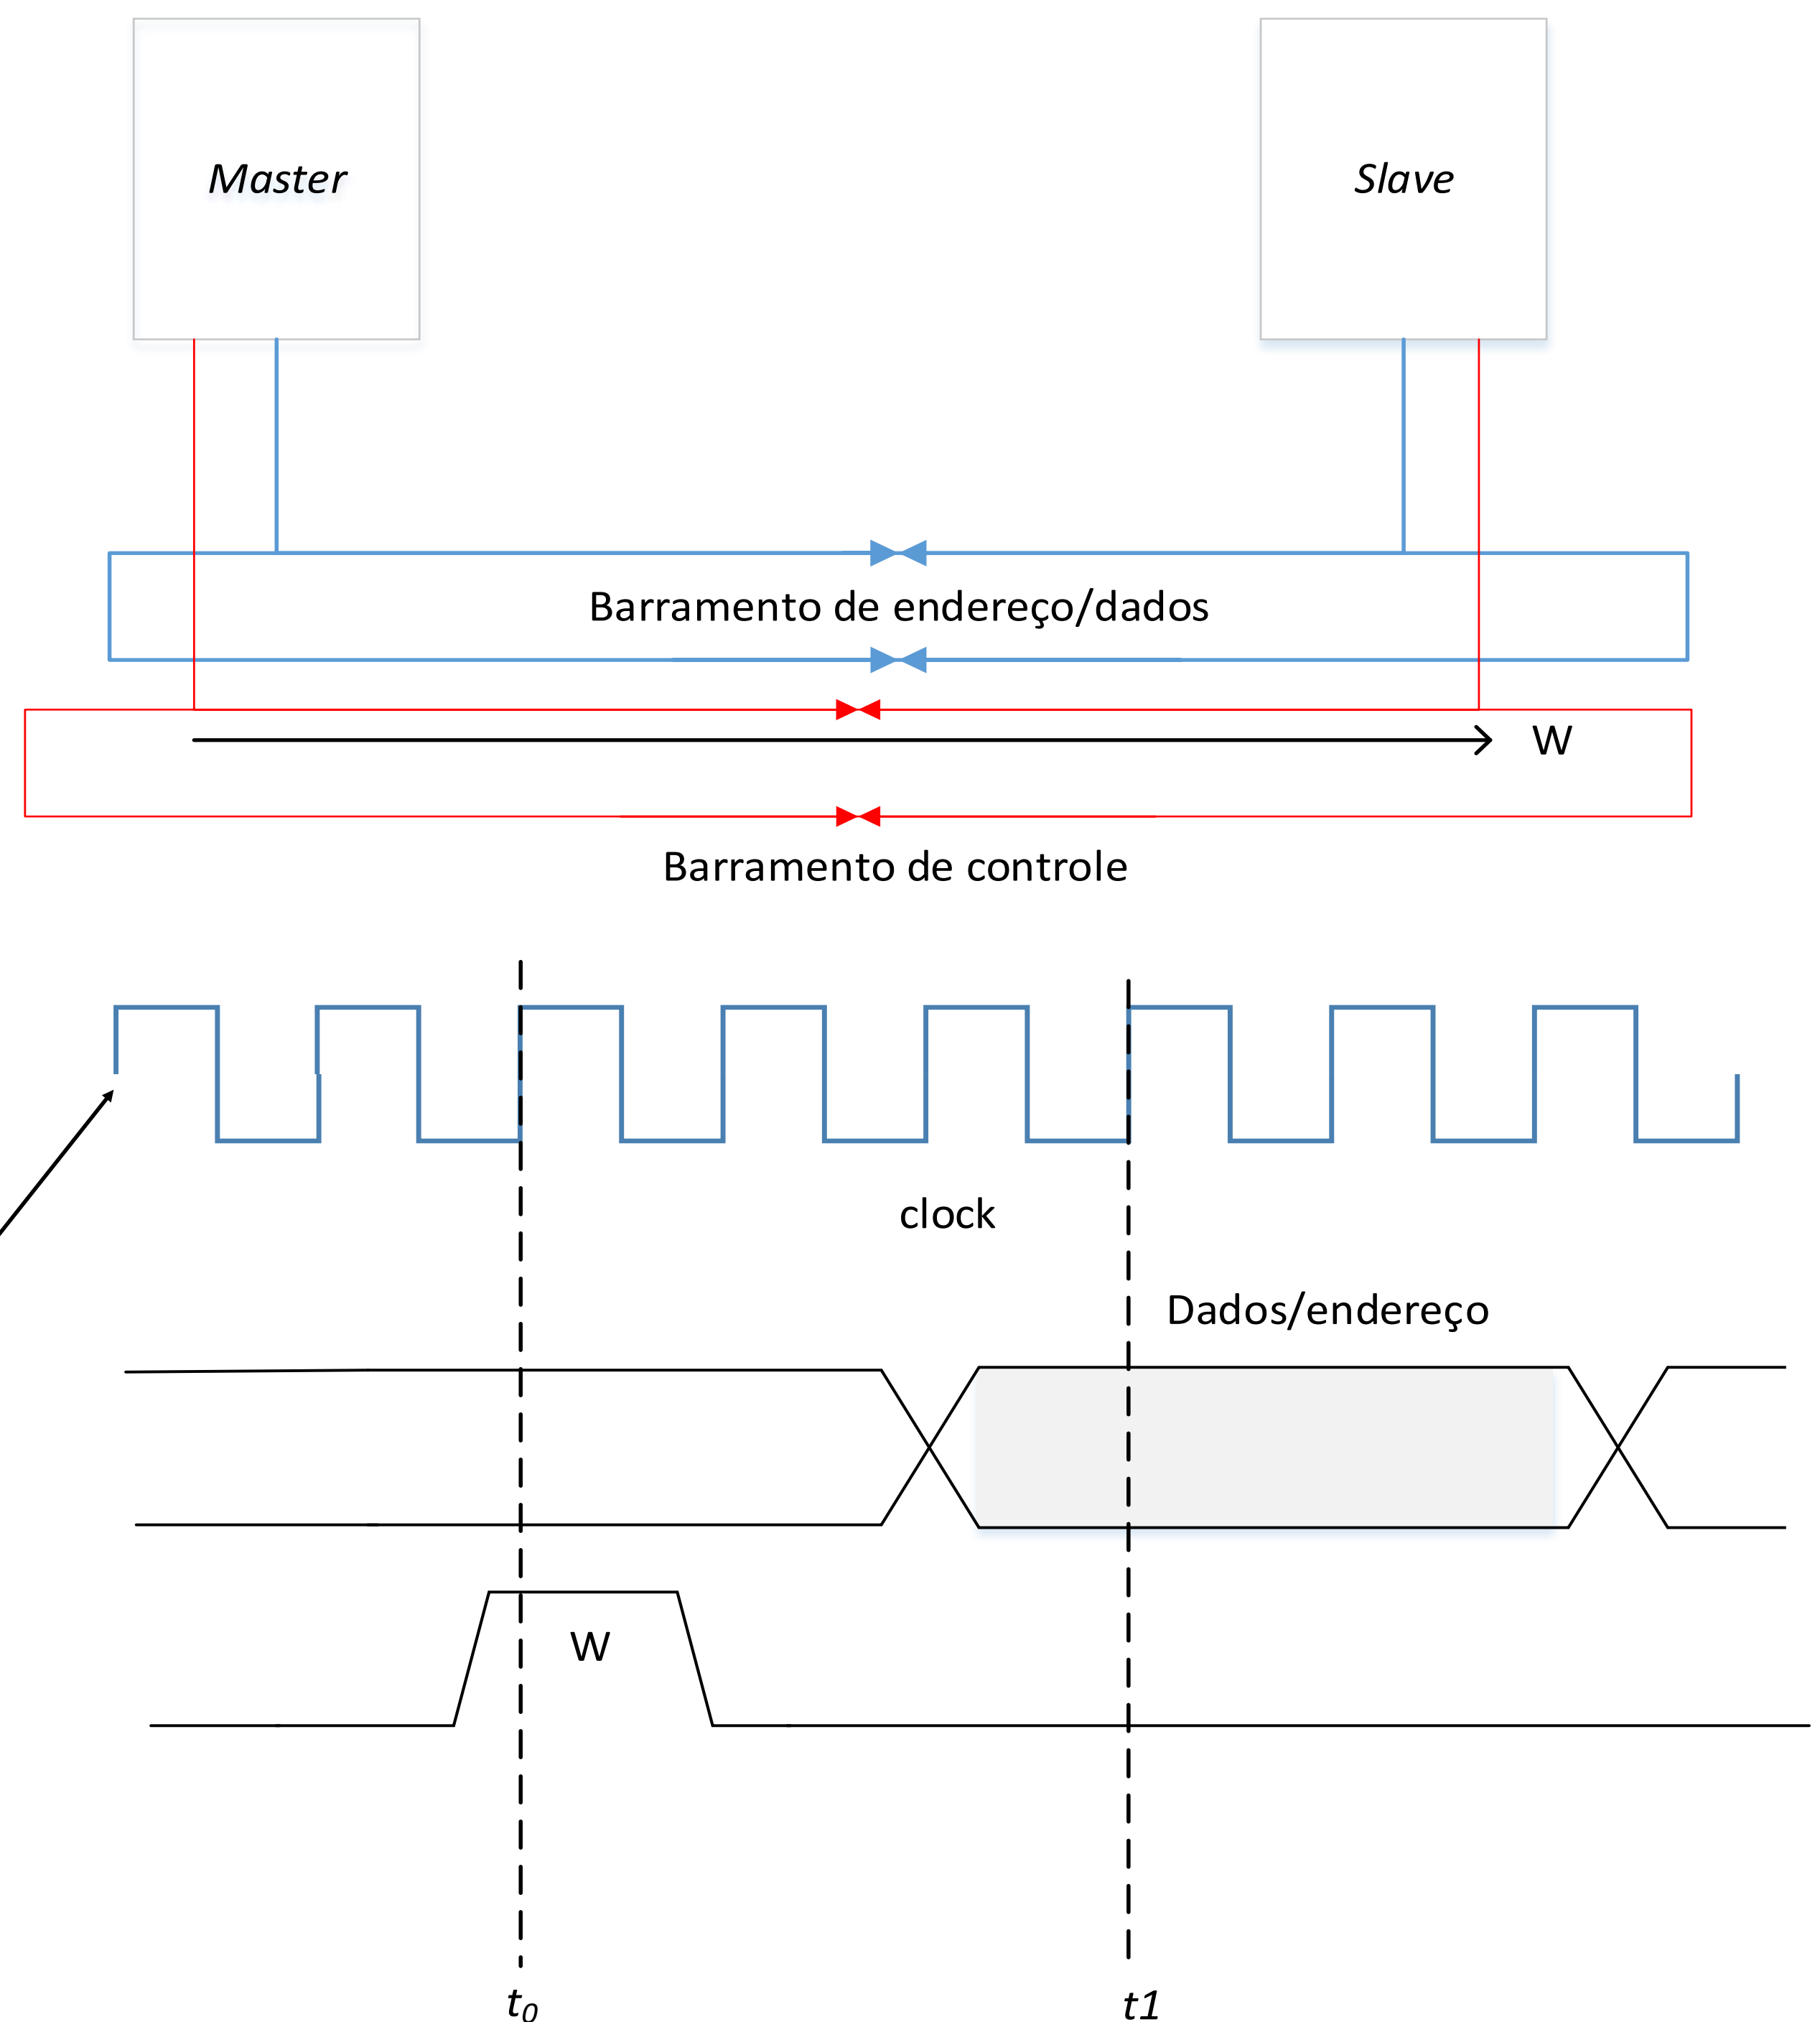 Master
Slave
Barramento de endereço/dados
W
Barramento de controle
clock
Dados/endereço
W
t0
t1